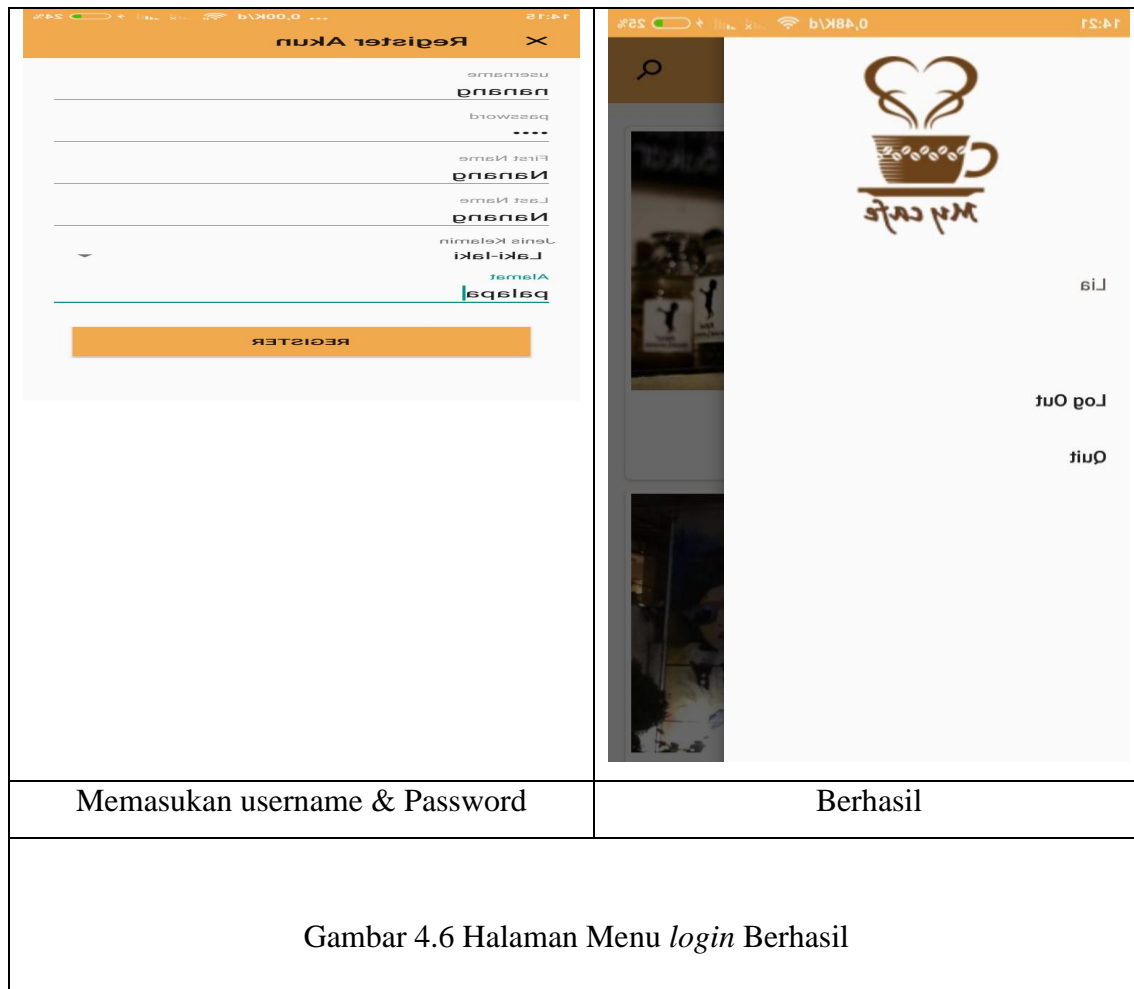 14:15
0,00K/d
24%
× Register Akun
username
nanang
password
••••
First Name
Nanang
Last Name
Nanang
Jenis Kelamin
Laki-laki
Alamat
palapa
REGISTER
14:21
0,48K/d
25%
My cafe
Lia
Log Out
Quit
Memasukan username & Password
Berhasil
Gambar 4.6 Halaman Menu login Berhasil